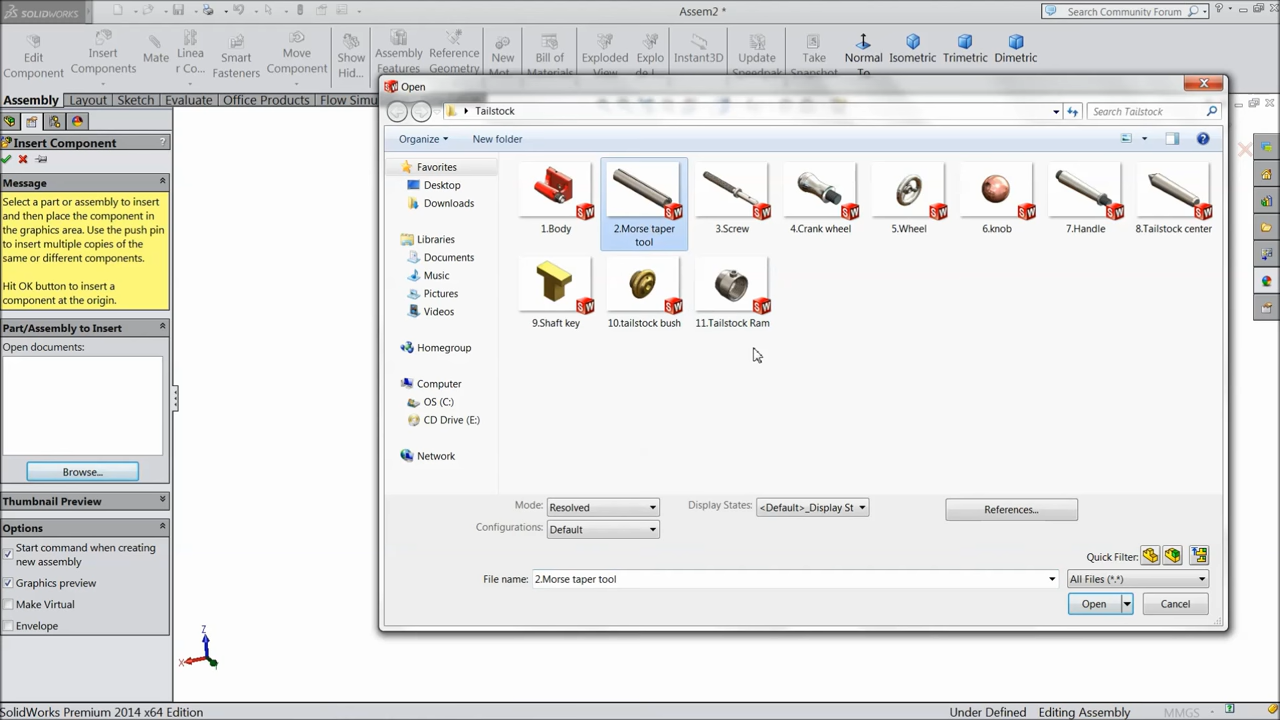 SOLIDWORKS
Assem2 *
Search Community Forum
Edit Component
Insert Components
Mate
Linea r Co...
Smart Fasteners
Move Component
Show Hid...
Assembly Features
Reference Geometry
New Mot...
Bill of Materials
Exploded View
Explo de L...
Instant3D
Update Speedpak
Take Snapshot
Normal To
Isometric
Trimetric
Dimetric
Assembly
Layout
Sketch
Evaluate
Office Products
Flow Simu
Insert Component
?
Message
Select a part or assembly to
insert and then place the
component in
the graphics area. Use the push
pin to
insert multiple copies of the
same or different components.
Hit OK button to insert a
component at the origin.
Part/Assembly to Insert
Open documents:
Browse...
Thumbnail Preview
Options
Start command when creating
new assembly
Graphics preview
Make Virtual
Envelope
Open
Tailstock
Search Tailstock
Organize
New folder
Favorites
Desktop
Downloads
Libraries
Documents
Music
Pictures
Videos
Homegroup
Computer
OS (C:)
CD Drive (E:)
Network
1.Body
2.Morse taper
tool
3.Screw
4.Crank wheel
5.Wheel
6.knob
7.Handle
8.Tailstock center
9.Shaft key
10.tailstock bush
11.Tailstock Ram
Mode:
Resolved
Display States:
<Default>_Display St
References...
Configurations:
Default
Quick Filter:
File name:
2.Morse taper tool
All Files (*.*)
Open
Cancel
Z
X
SolidWorks Premium 2014 x64 Edition
Under Defined
Editing Assembly
MMGS